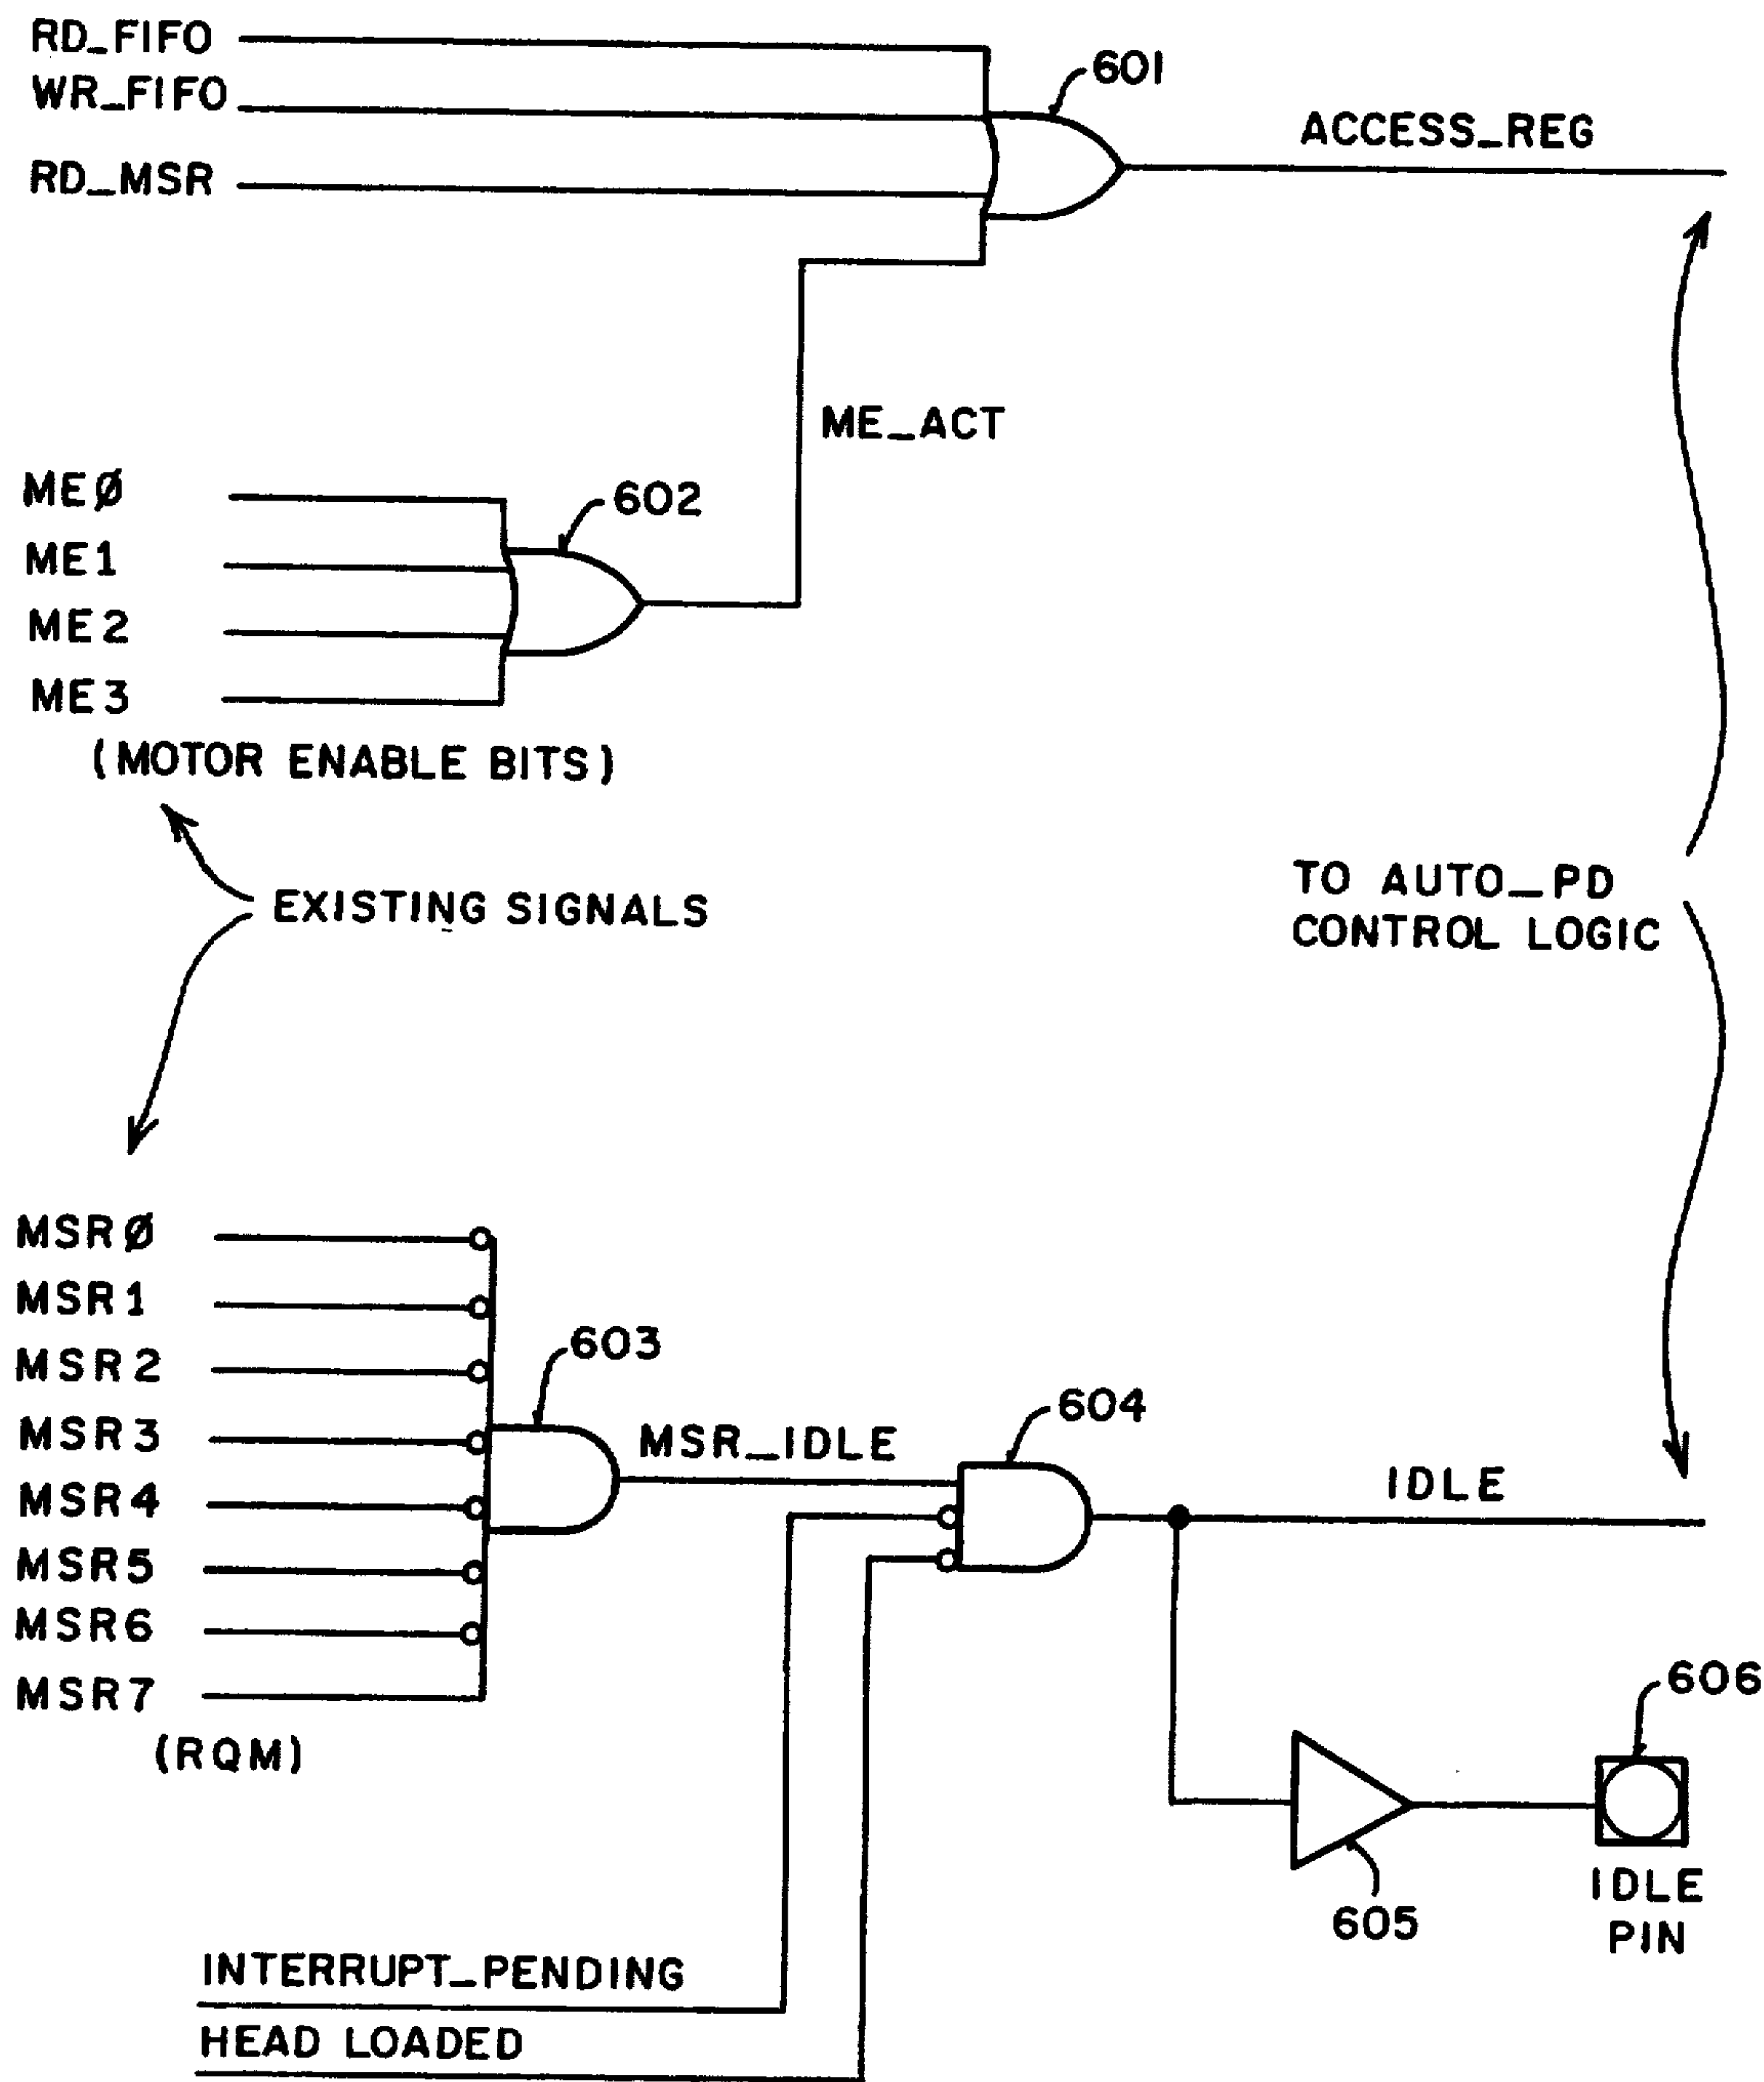 RD_FIFO
WR_FIFO
RD_MSR
601
ACCESS_REG
ME_ACT
MEØ
ME1
ME2
ME3
602
(MOTOR ENABLE BITS)
EXISTING SIGNALS
TO AUTO_PD
CONTROL LOGIC
MSRØ
MSR1
MSR2
MSR3
MSR4
MSR5
MSR6
MSR7
(RQM)
603
MSR_IDLE
604
IDLE
606
605
IDLE
PIN
INTERRUPT_PENDING
HEAD LOADED